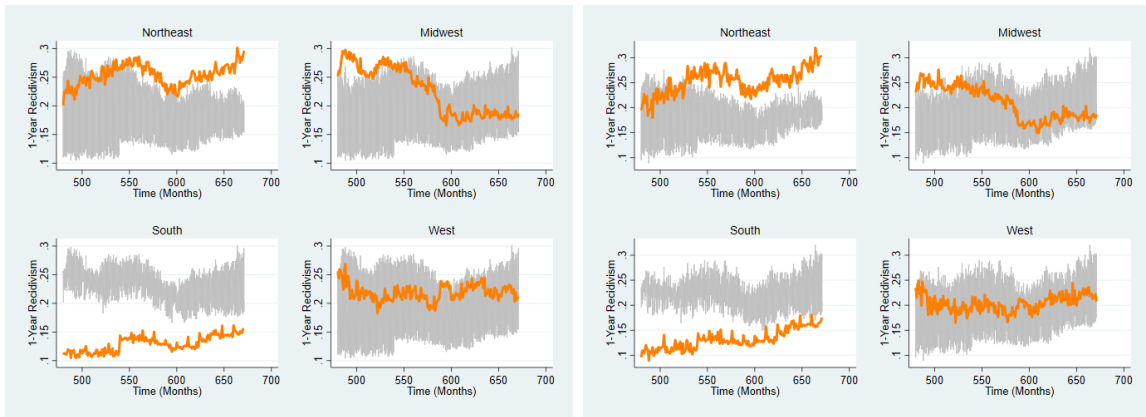 Northeast
1-Year Recidivism
.3
.25
.2
.15
.1
500 550 600 650 700
Time (Months)
Midwest
1-Year Recidivism
.3
.25
.2
.15
.1
500 550 600 650 700
Time (Months)
South
1-Year Recidivism
.3
.25
.2
.15
.1
500 550 600 650 700
Time (Months)
West
1-Year Recidivism
.3
.25
.2
.15
.1
500 550 600 650 700
Time (Months)
Northeast
1-Year Recidivism
.3
.25
.2
.15
.1
500 550 600 650 700
Time (Months)
Midwest
1-Year Recidivism
.3
.25
.2
.15
.1
500 550 600 650 700
Time (Months)
South
1-Year Recidivism
.3
.25
.2
.15
.1
500 550 600 650 700
Time (Months)
West
1-Year Recidivism
.3
.25
.2
.15
.1
500 550 600 650 700
Time (Months)